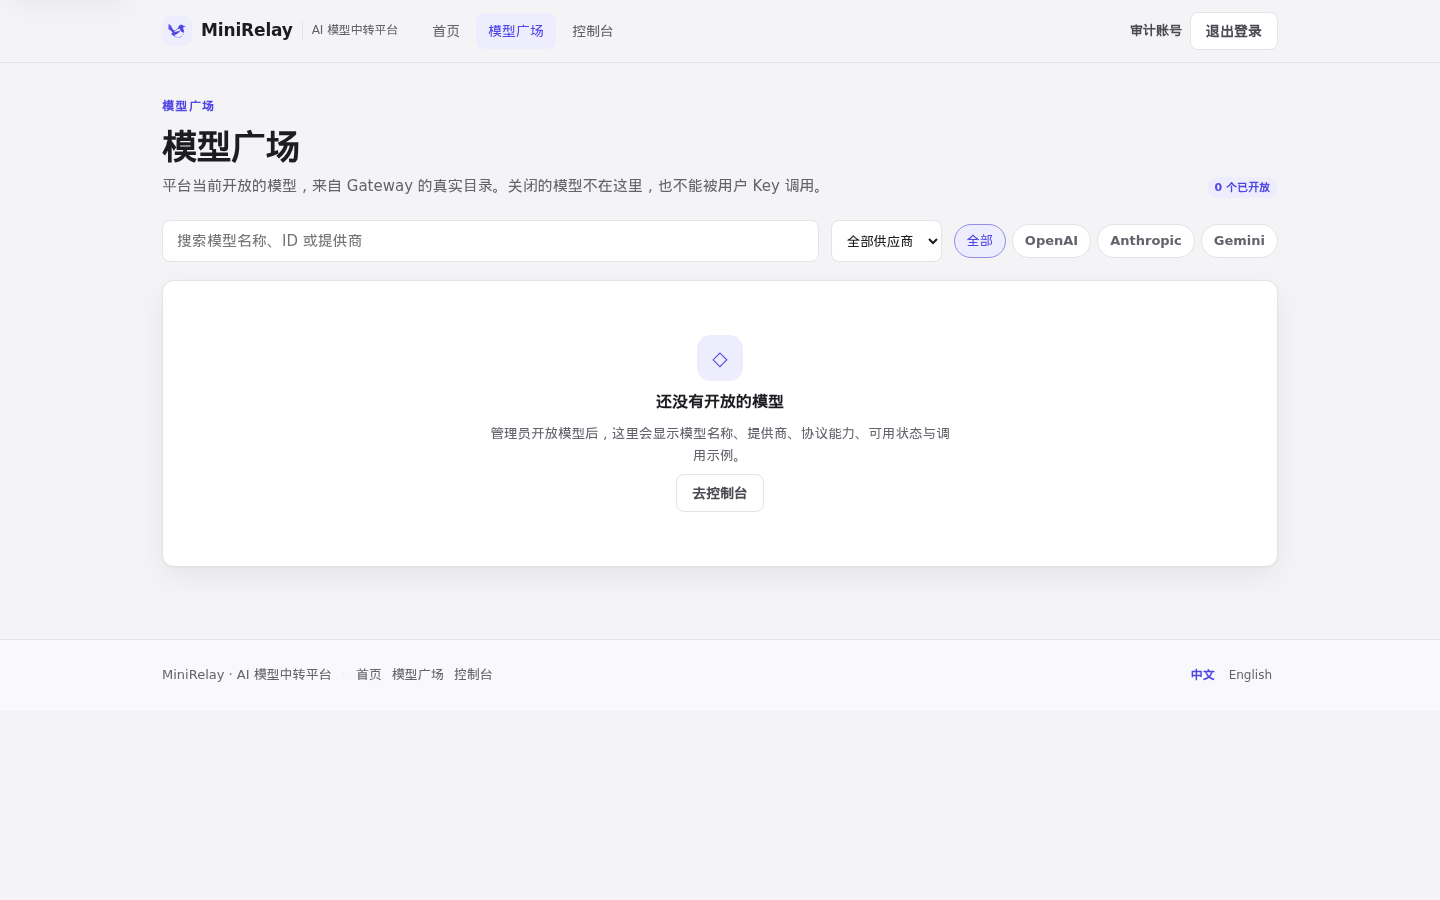 MiniRelay AI 模型中转平台 首页 模型广场 控制台 审计账号 退出登录
模型广场
模型广场
平台当前开放的模型，来自 Gateway 的真实目录。关闭的模型不在这里，也不能被用户 Key 调用。 0 个已开放
搜索模型名称、ID 或提供商 全部供应商 全部 OpenAI Anthropic Gemini
还没有开放的模型
管理员开放模型后，这里会显示模型名称、提供商、协议能力、可用状态与调
用示例。
去控制台
MiniRelay · AI 模型中转平台 · 首页 模型广场 控制台 中文 English